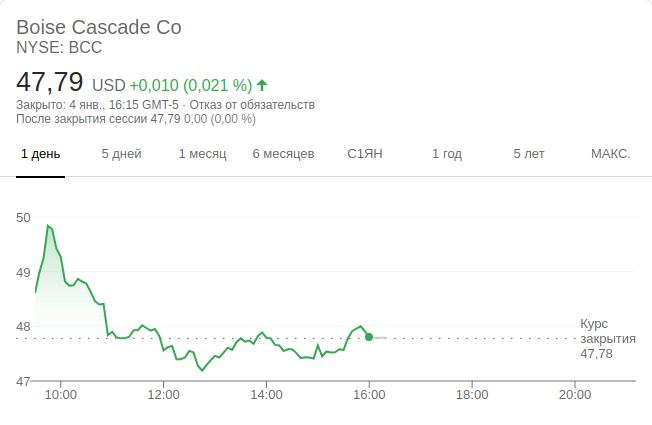 Boise Cascade Co
NYSE: BCC
47,79 USD +0,010 (0,021 %)
Закрыто: 4 янв., 16:15 GMT-5 · Отказ от обязательств
После закрытия сессии 47,79 0,00 (0,00 %)
1 день 5 дней 1 месяц 6 месяцев С1ЯН 1 год 5 лет МАКС.
50
49
48
47
Курс
закрытия
47,78
10:00 12:00 14:00 16:00 18:00 20:00